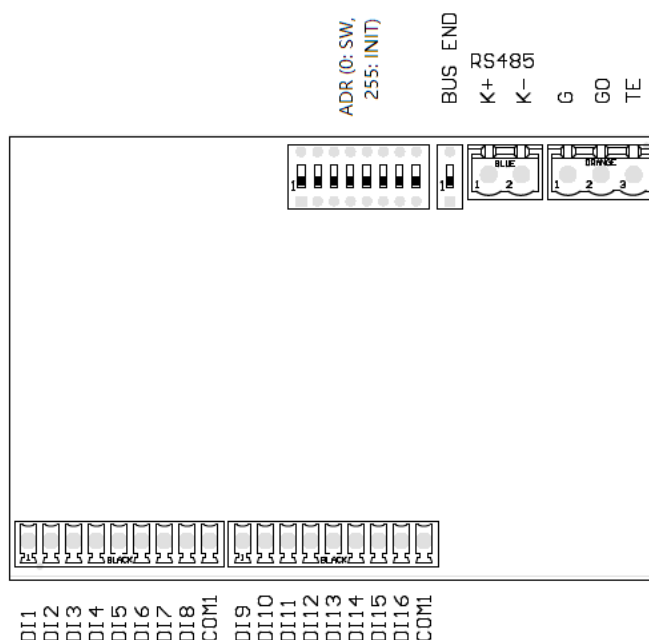 ADR (0: SW,
255: INIT)
BUS END
RS485
K+
K-
G
G0
TE
1
1
BLUE
1 2
ORANGE
1 2 3
15
BLACK
15
BLACK
DI1
DI2
DI3
DI4
DI5
DI6
DI7
DI8
COM1
DI9
DI10
DI11
DI12
DI13
DI14
DI15
DI16
COM1